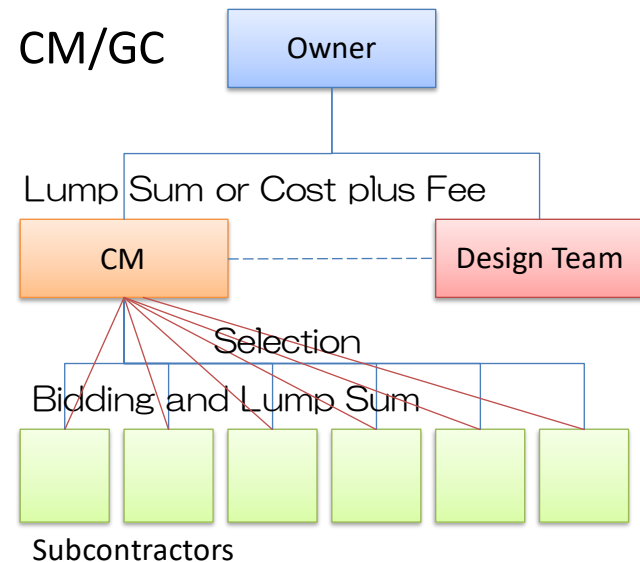 CM/GC
Owner
Lump Sum or Cost plus Fee
CM
Design Team
Selection
Bidding and Lump Sum
Subcontractors